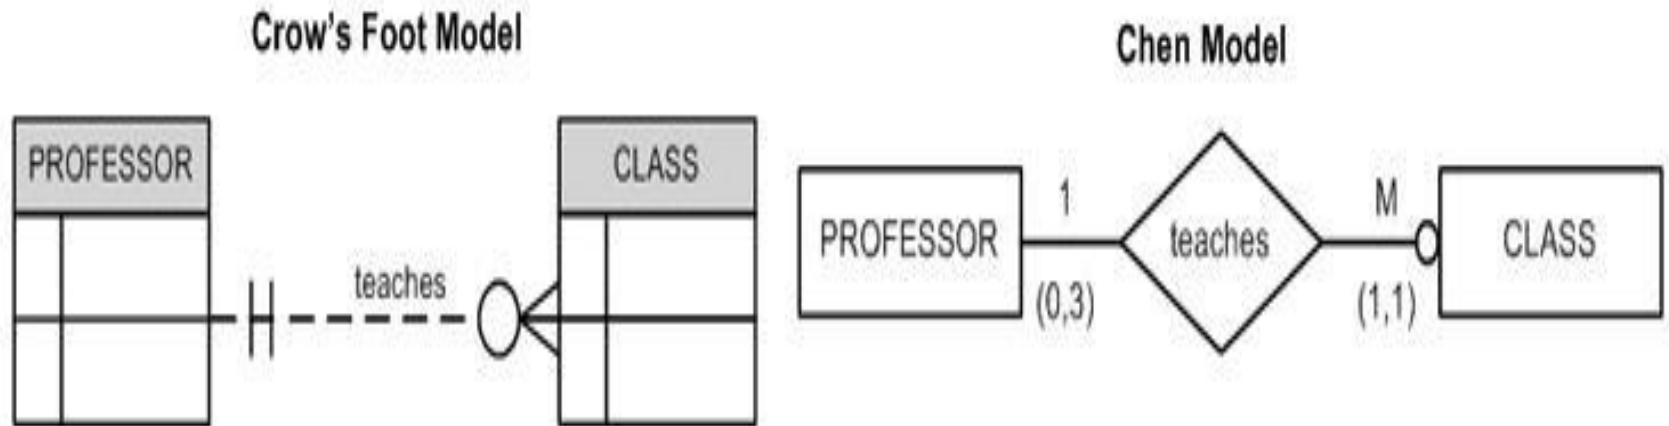 Crow's Foot Model
PROFESSOR
teaches
CLASS
Chen Model
PROFESSOR
1
(0,3)
teaches
M
(1,1)
CLASS